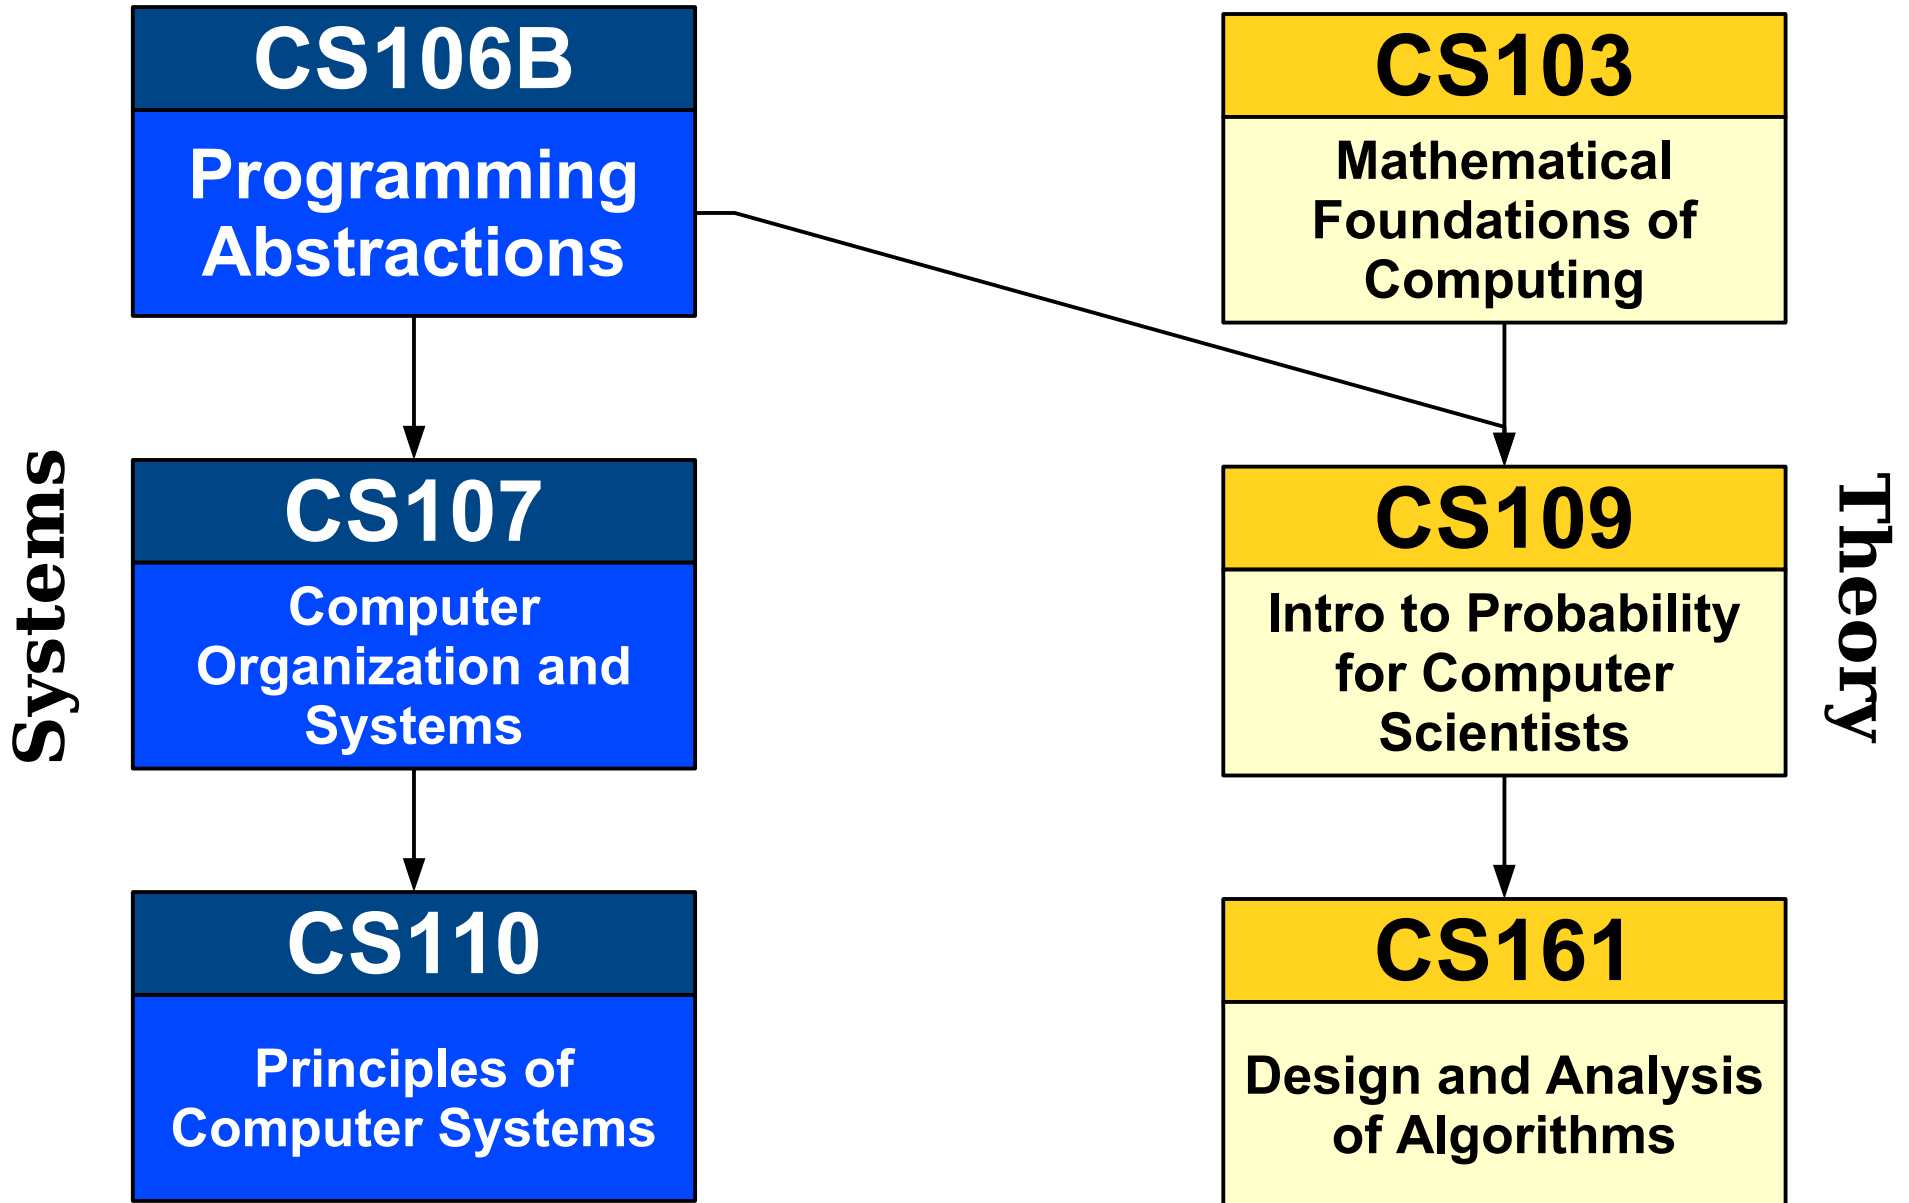 CS106B
Programming
Abstractions
CS103
Mathematical
Foundations of
Computing
Systems
CS107
Computer
Organization and
Systems
CS109
Intro to Probability
for Computer
Scientists
Theory
CS110
Principles of
Computer Systems
CS161
Design and Analysis
of Algorithms